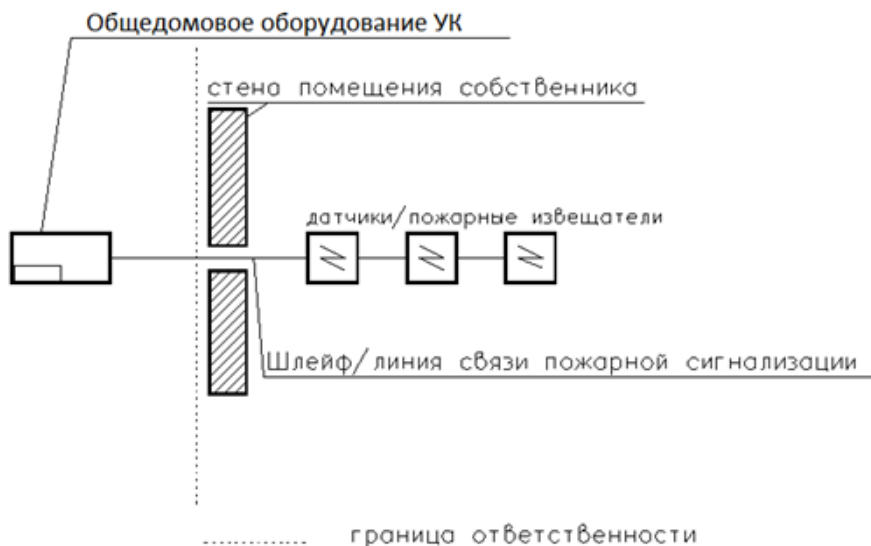 Общедомовое оборудование УК
стена помещения собственника
датчики/пожарные извещатели
Шлейф/линия связи пожарной сигнализации
граница ответственности